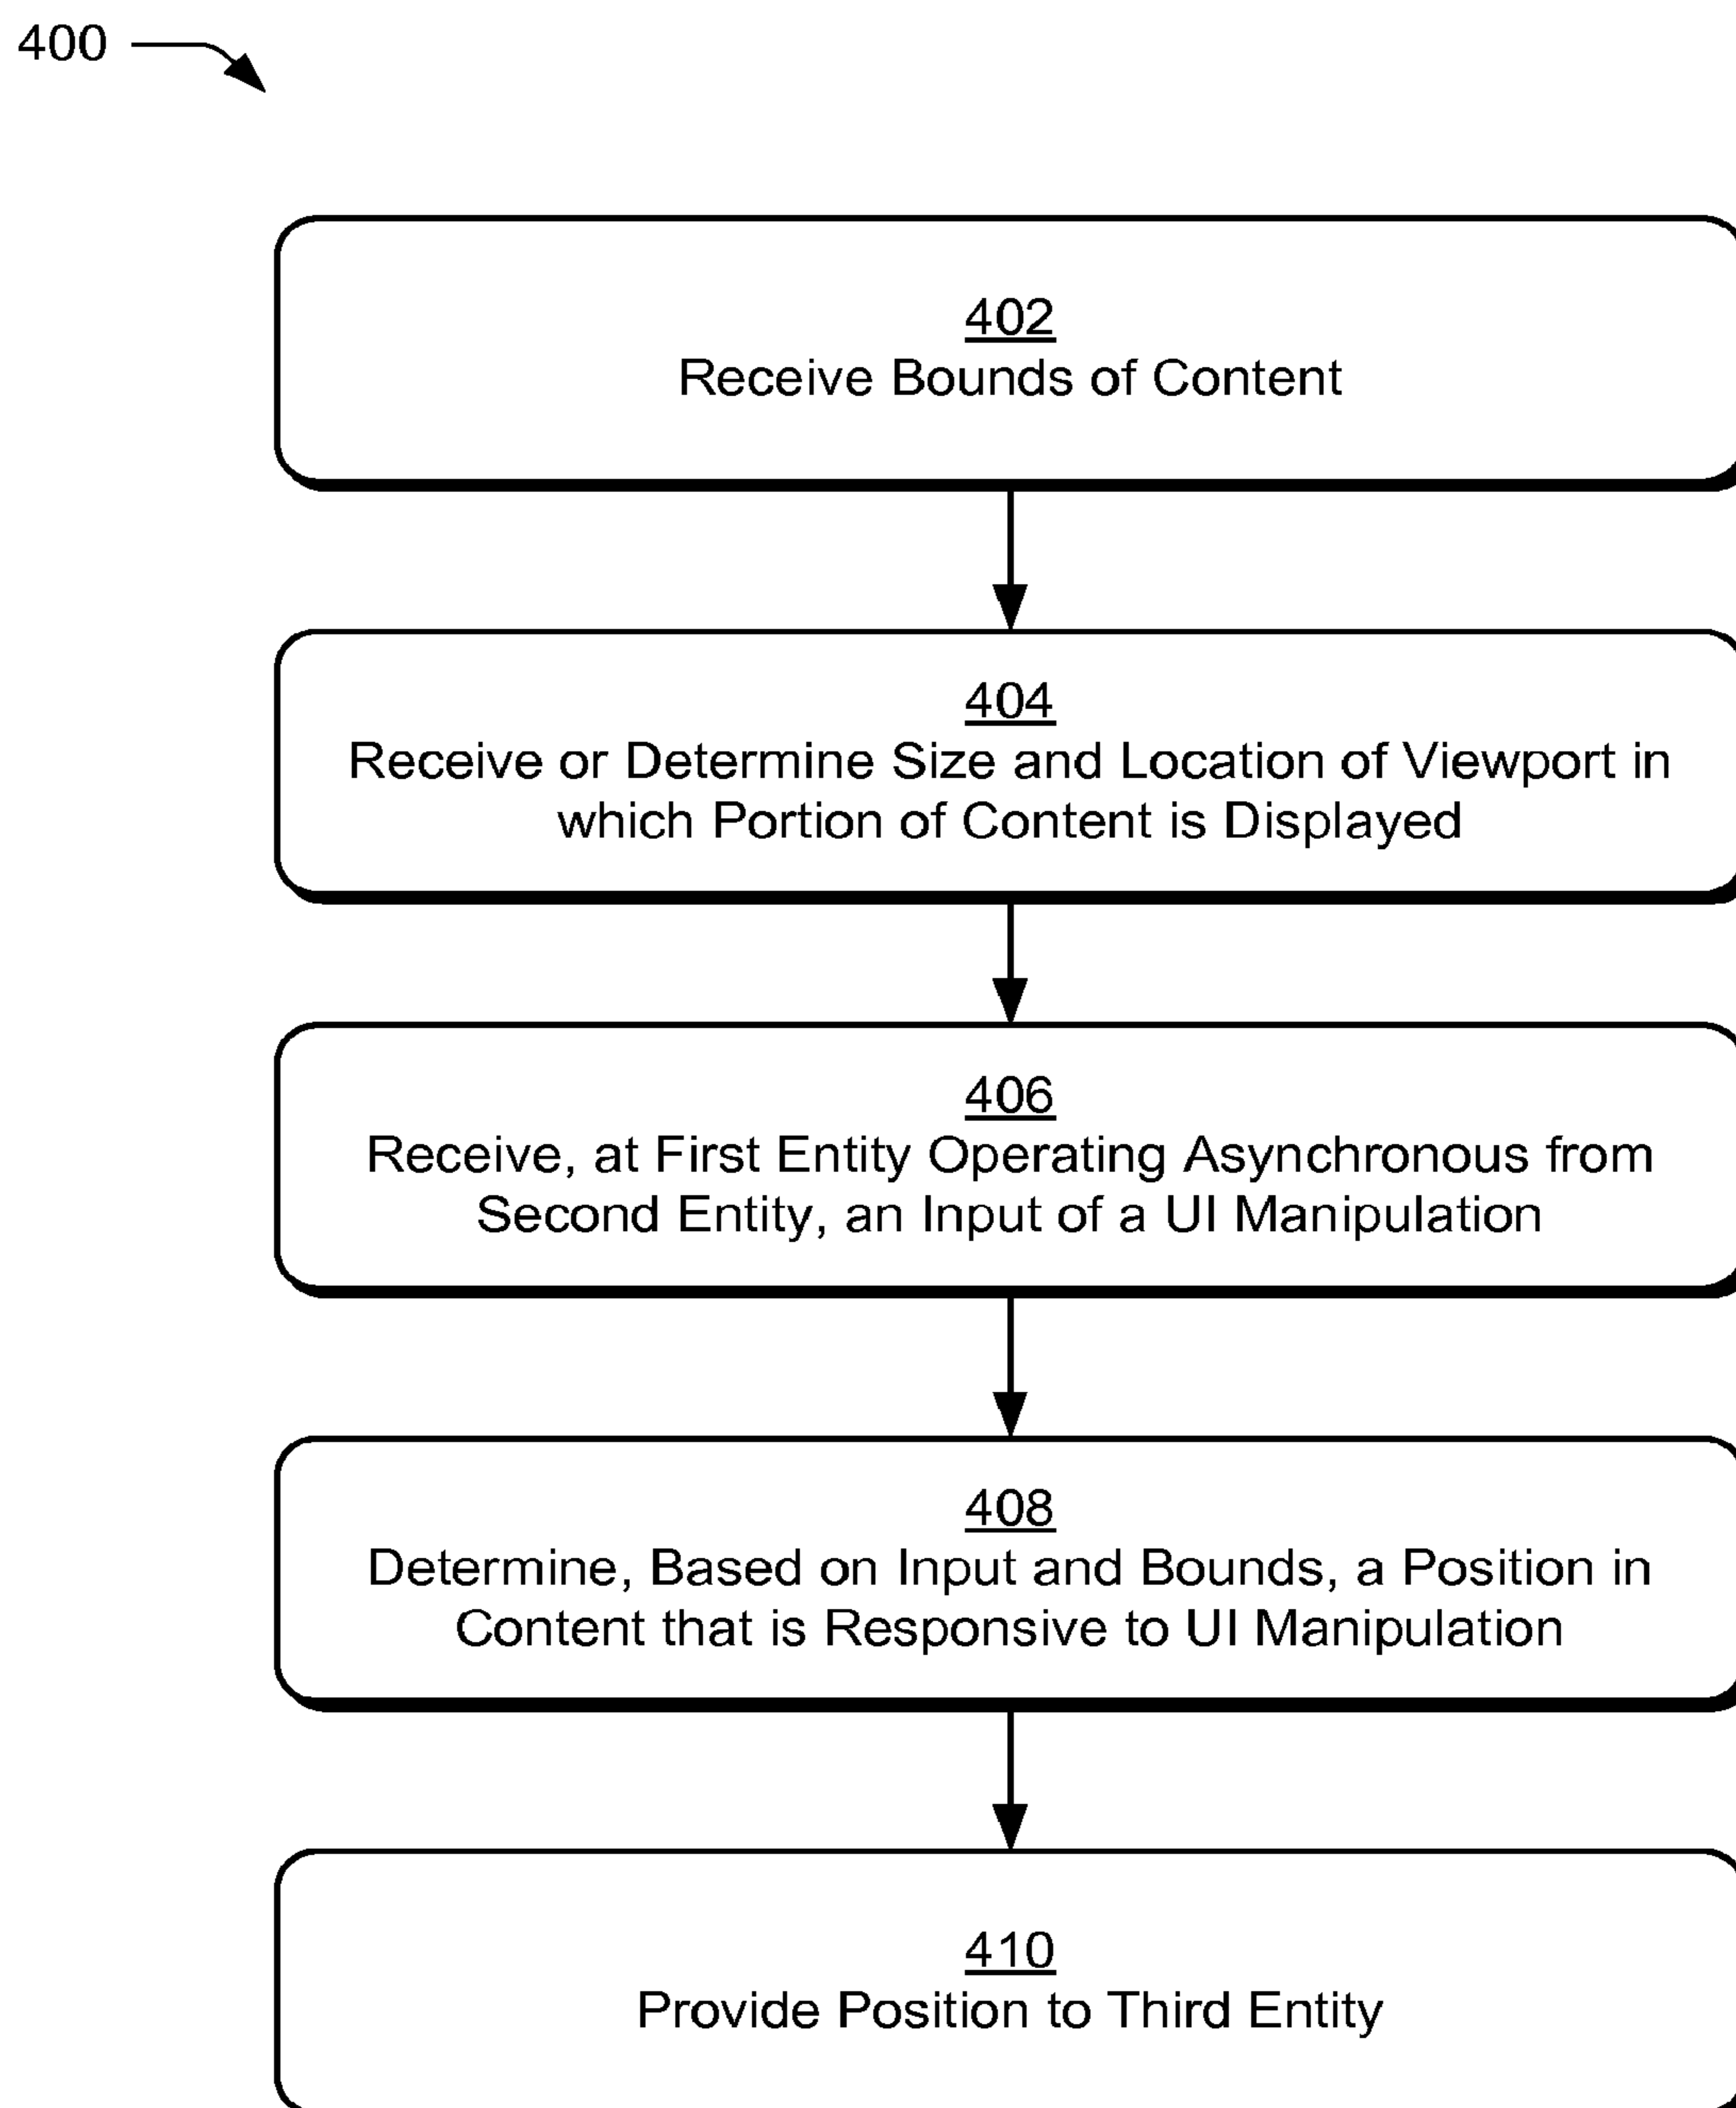 400
402
Receive Bounds of Content
404
Receive or Determine Size and Location of Viewport in
which Portion of Content is Displayed
406
Receive, at First Entity Operating Asynchronous from
Second Entity, an Input of a UI Manipulation
408
Determine, Based on Input and Bounds, a Position in
Content that is Responsive to UI Manipulation
410
Provide Position to Third Entity